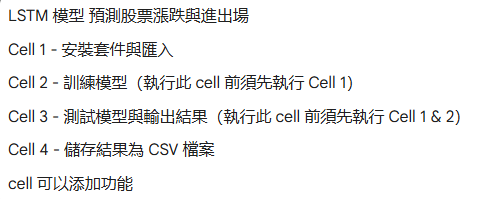 LSTM 模型 預測股票漲跌與進出場
Cell 1 - 安裝套件與匯入
Cell 2 - 訓練模型（執行此 cell 前須先執行 Cell 1）
Cell 3 - 測試模型與輸出結果（執行此 cell 前須先執行 Cell 1 & 2）
Cell 4 - 儲存結果為 CSV 檔案
cell 可以添加功能